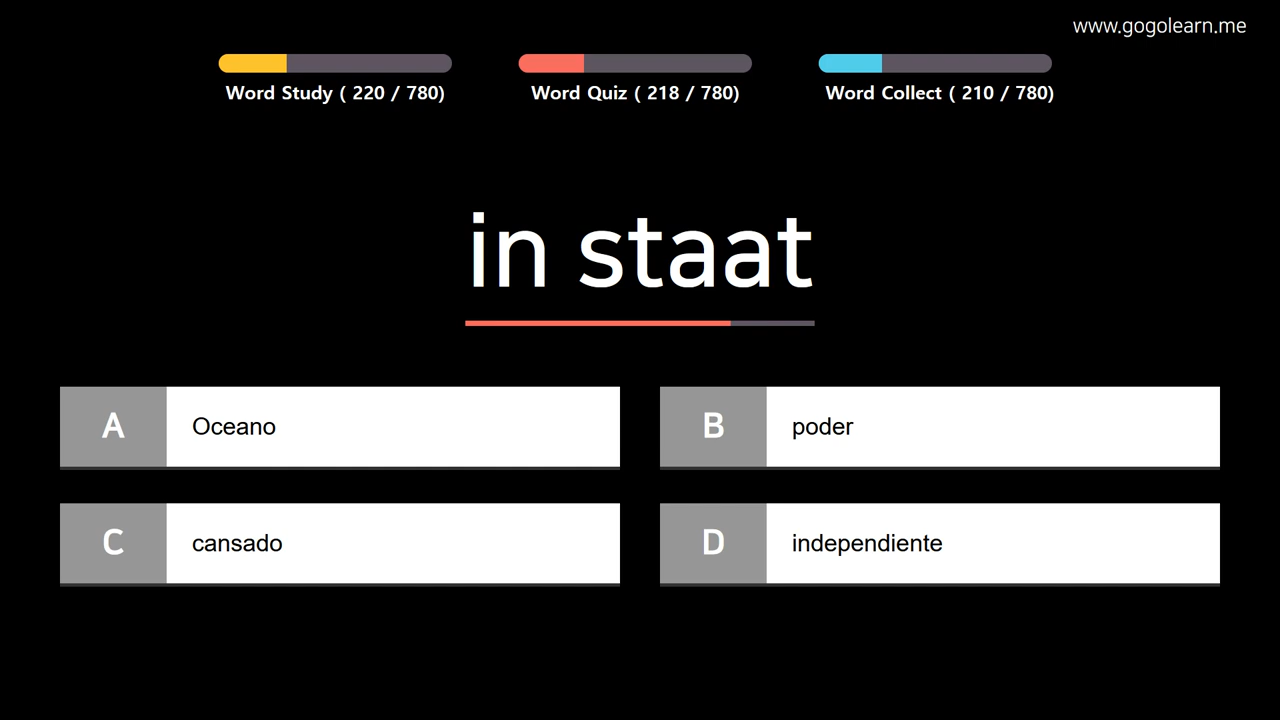 www.gogolearn.me
Word Study ( 220 / 780)
Word Quiz ( 218 / 780)
Word Collect ( 210 / 780)
in staat
A Oceano
B poder
C cansado
D independiente